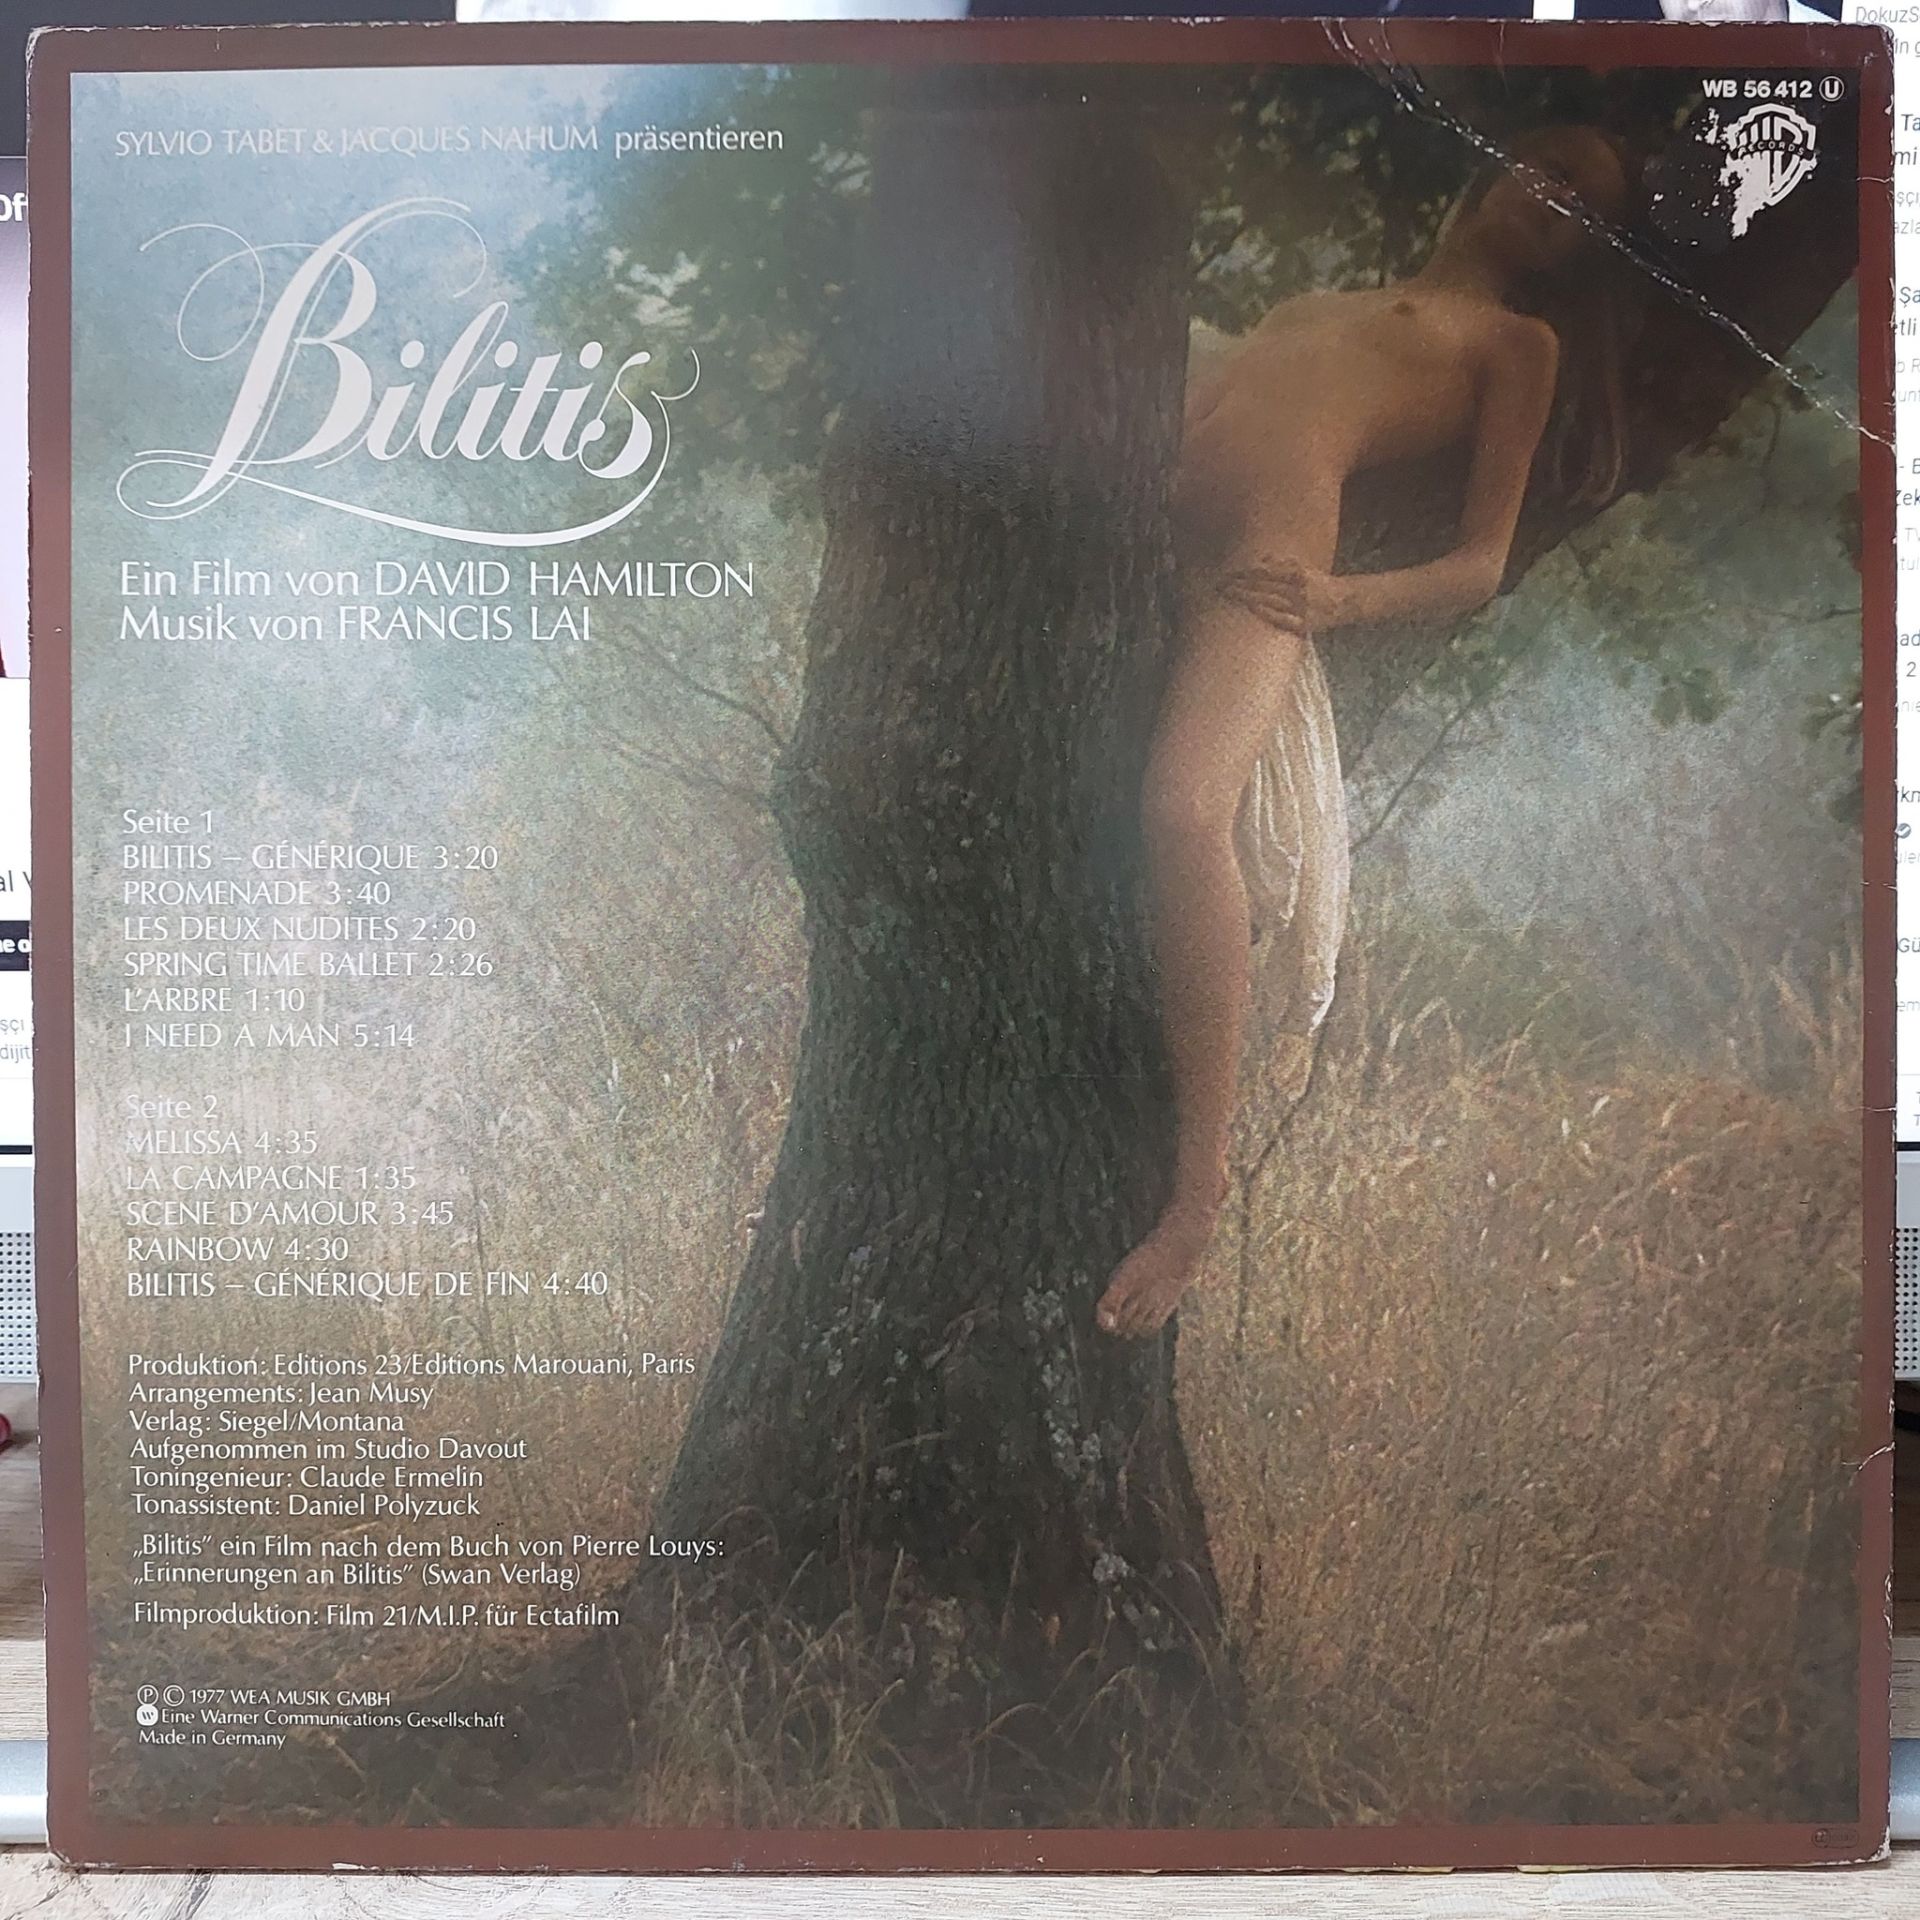 WB 56 412 U
RECORDS
SYLVIO TABET & JACQUES NAHUM präsentieren
Bilitis
Ein Film von DAVID HAMILTON
Musik von FRANCIS LAI
Seite 1
BILITIS – GÉNÉRIQUE 3:20
PROMENADE 3:40
LES DEUX NUDITES 2:20
SPRING TIME BALLET 2:26
L'ARBRE 1:10
I NEED A MAN 5:14
Seite 2
MELISSA 4:35
LA CAMPAGNE 1:35
SCENE D'AMOUR 3:45
RAINBOW 4:30
BILITIS – GÉNÉRIQUE DE FIN 4:40
Produktion: Editions 23/Editions Marouani, Paris
Arrangements: Jean Musy
Verlag: Siegel/Montana
Aufgenommen im Studio Davout
Toningenieur: Claude Ermelin
Tonassistent: Daniel Polyzuck
„Bilitis” ein Film nach dem Buch von Pierre Louys:
„Erinnerungen an Bilitis” (Swan Verlag)
Filmproduktion: Film 21/M.I.P. für Ectafilm
Ⓟ © 1977 WEA MUSIK GMBH
Eine Warner Communications Gesellschaft
Made in Germany